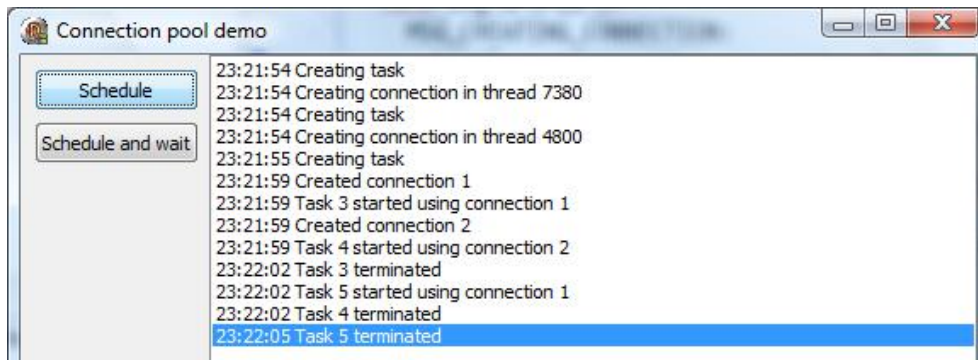 Connection pool demo
Schedule
Schedule and wait
23:21:54 Creating task
23:21:54 Creating connection in thread 7380
23:21:54 Creating task
23:21:54 Creating connection in thread 4800
23:21:55 Creating task
23:21:59 Created connection 1
23:21:59 Task 3 started using connection 1
23:21:59 Created connection 2
23:21:59 Task 4 started using connection 2
23:22:02 Task 3 terminated
23:22:02 Task 5 started using connection 1
23:22:02 Task 4 terminated
23:22:05 Task 5 terminated